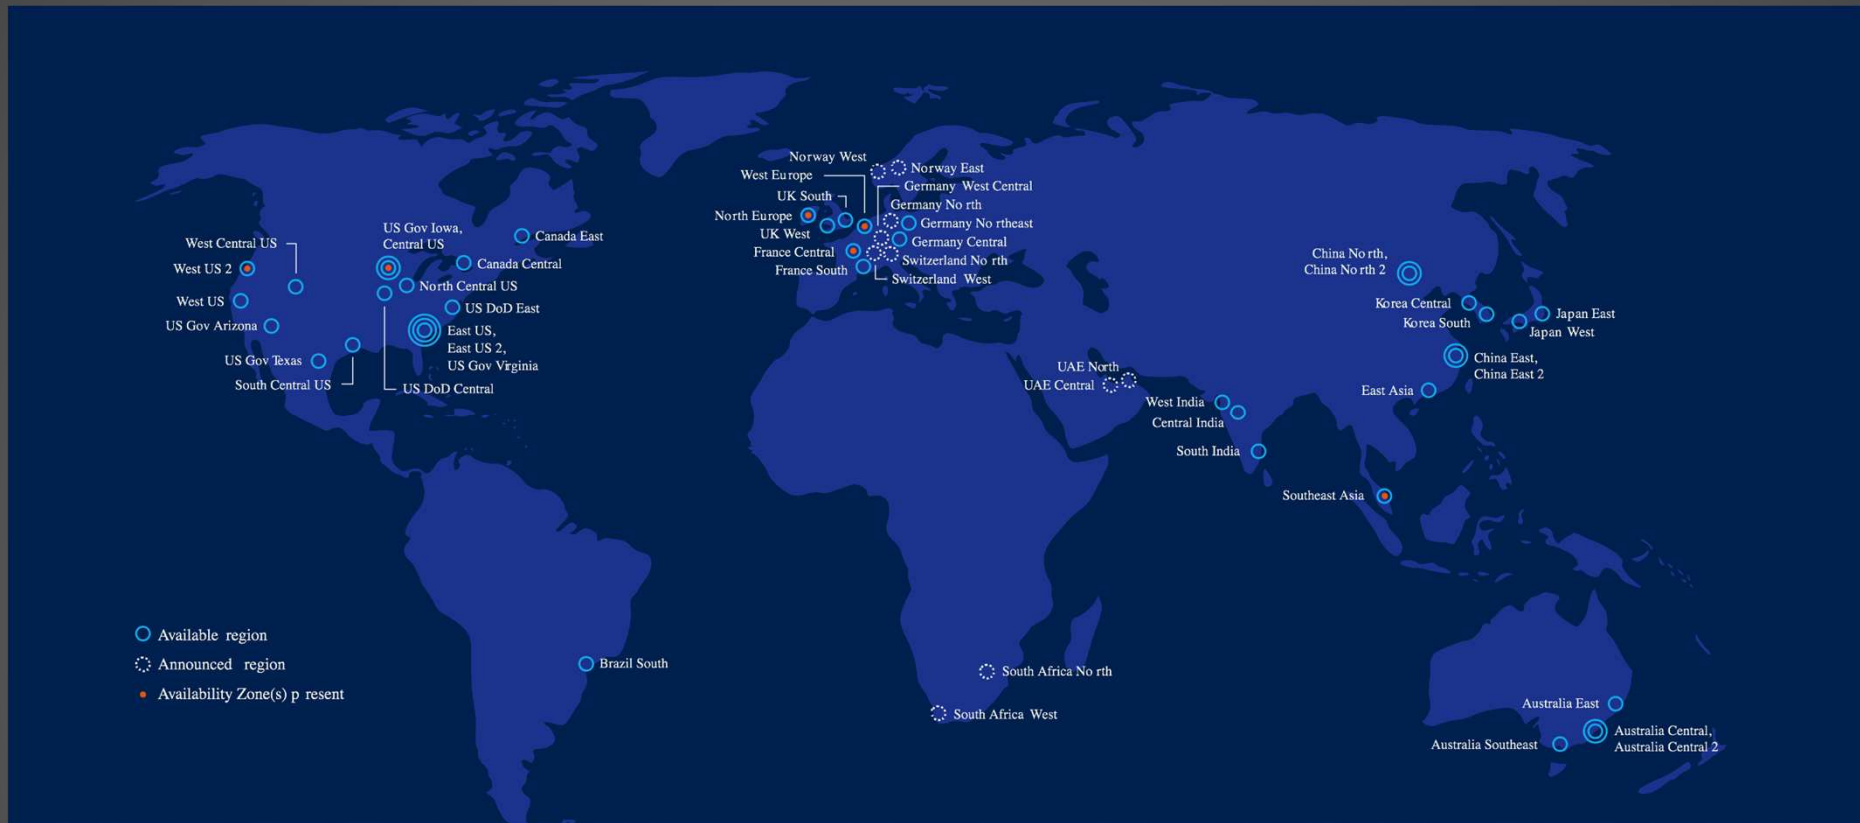 Norway West
Norway East
West Europe
Germany West Central
UK South
Germany No rth
North Europe
Germany No rtheast
UK West
Germany Central
France Central
Switzerland No rth
France South
Switzerland West
US Gov Iowa,
Central US
West Central US
Canada East
West US 2
Canada Central
North Central US
West US
US DoD East
US Gov Arizona
East US,
East US 2,
US Gov Virginia
US Gov Texas
South Central US
US DoD Central
China No rth,
China No rth 2
Korea Central
Korea South
Japan East
Japan West
China East,
China East 2
East Asia
UAE North
UAE Central
West India
Central India
South India
Southeast Asia
Available region
Announced region
Availability Zone(s) p resent
Brazil South
South Africa No rth
South Africa West
Australia East
Australia Central,
Australia Central 2
Australia Southeast